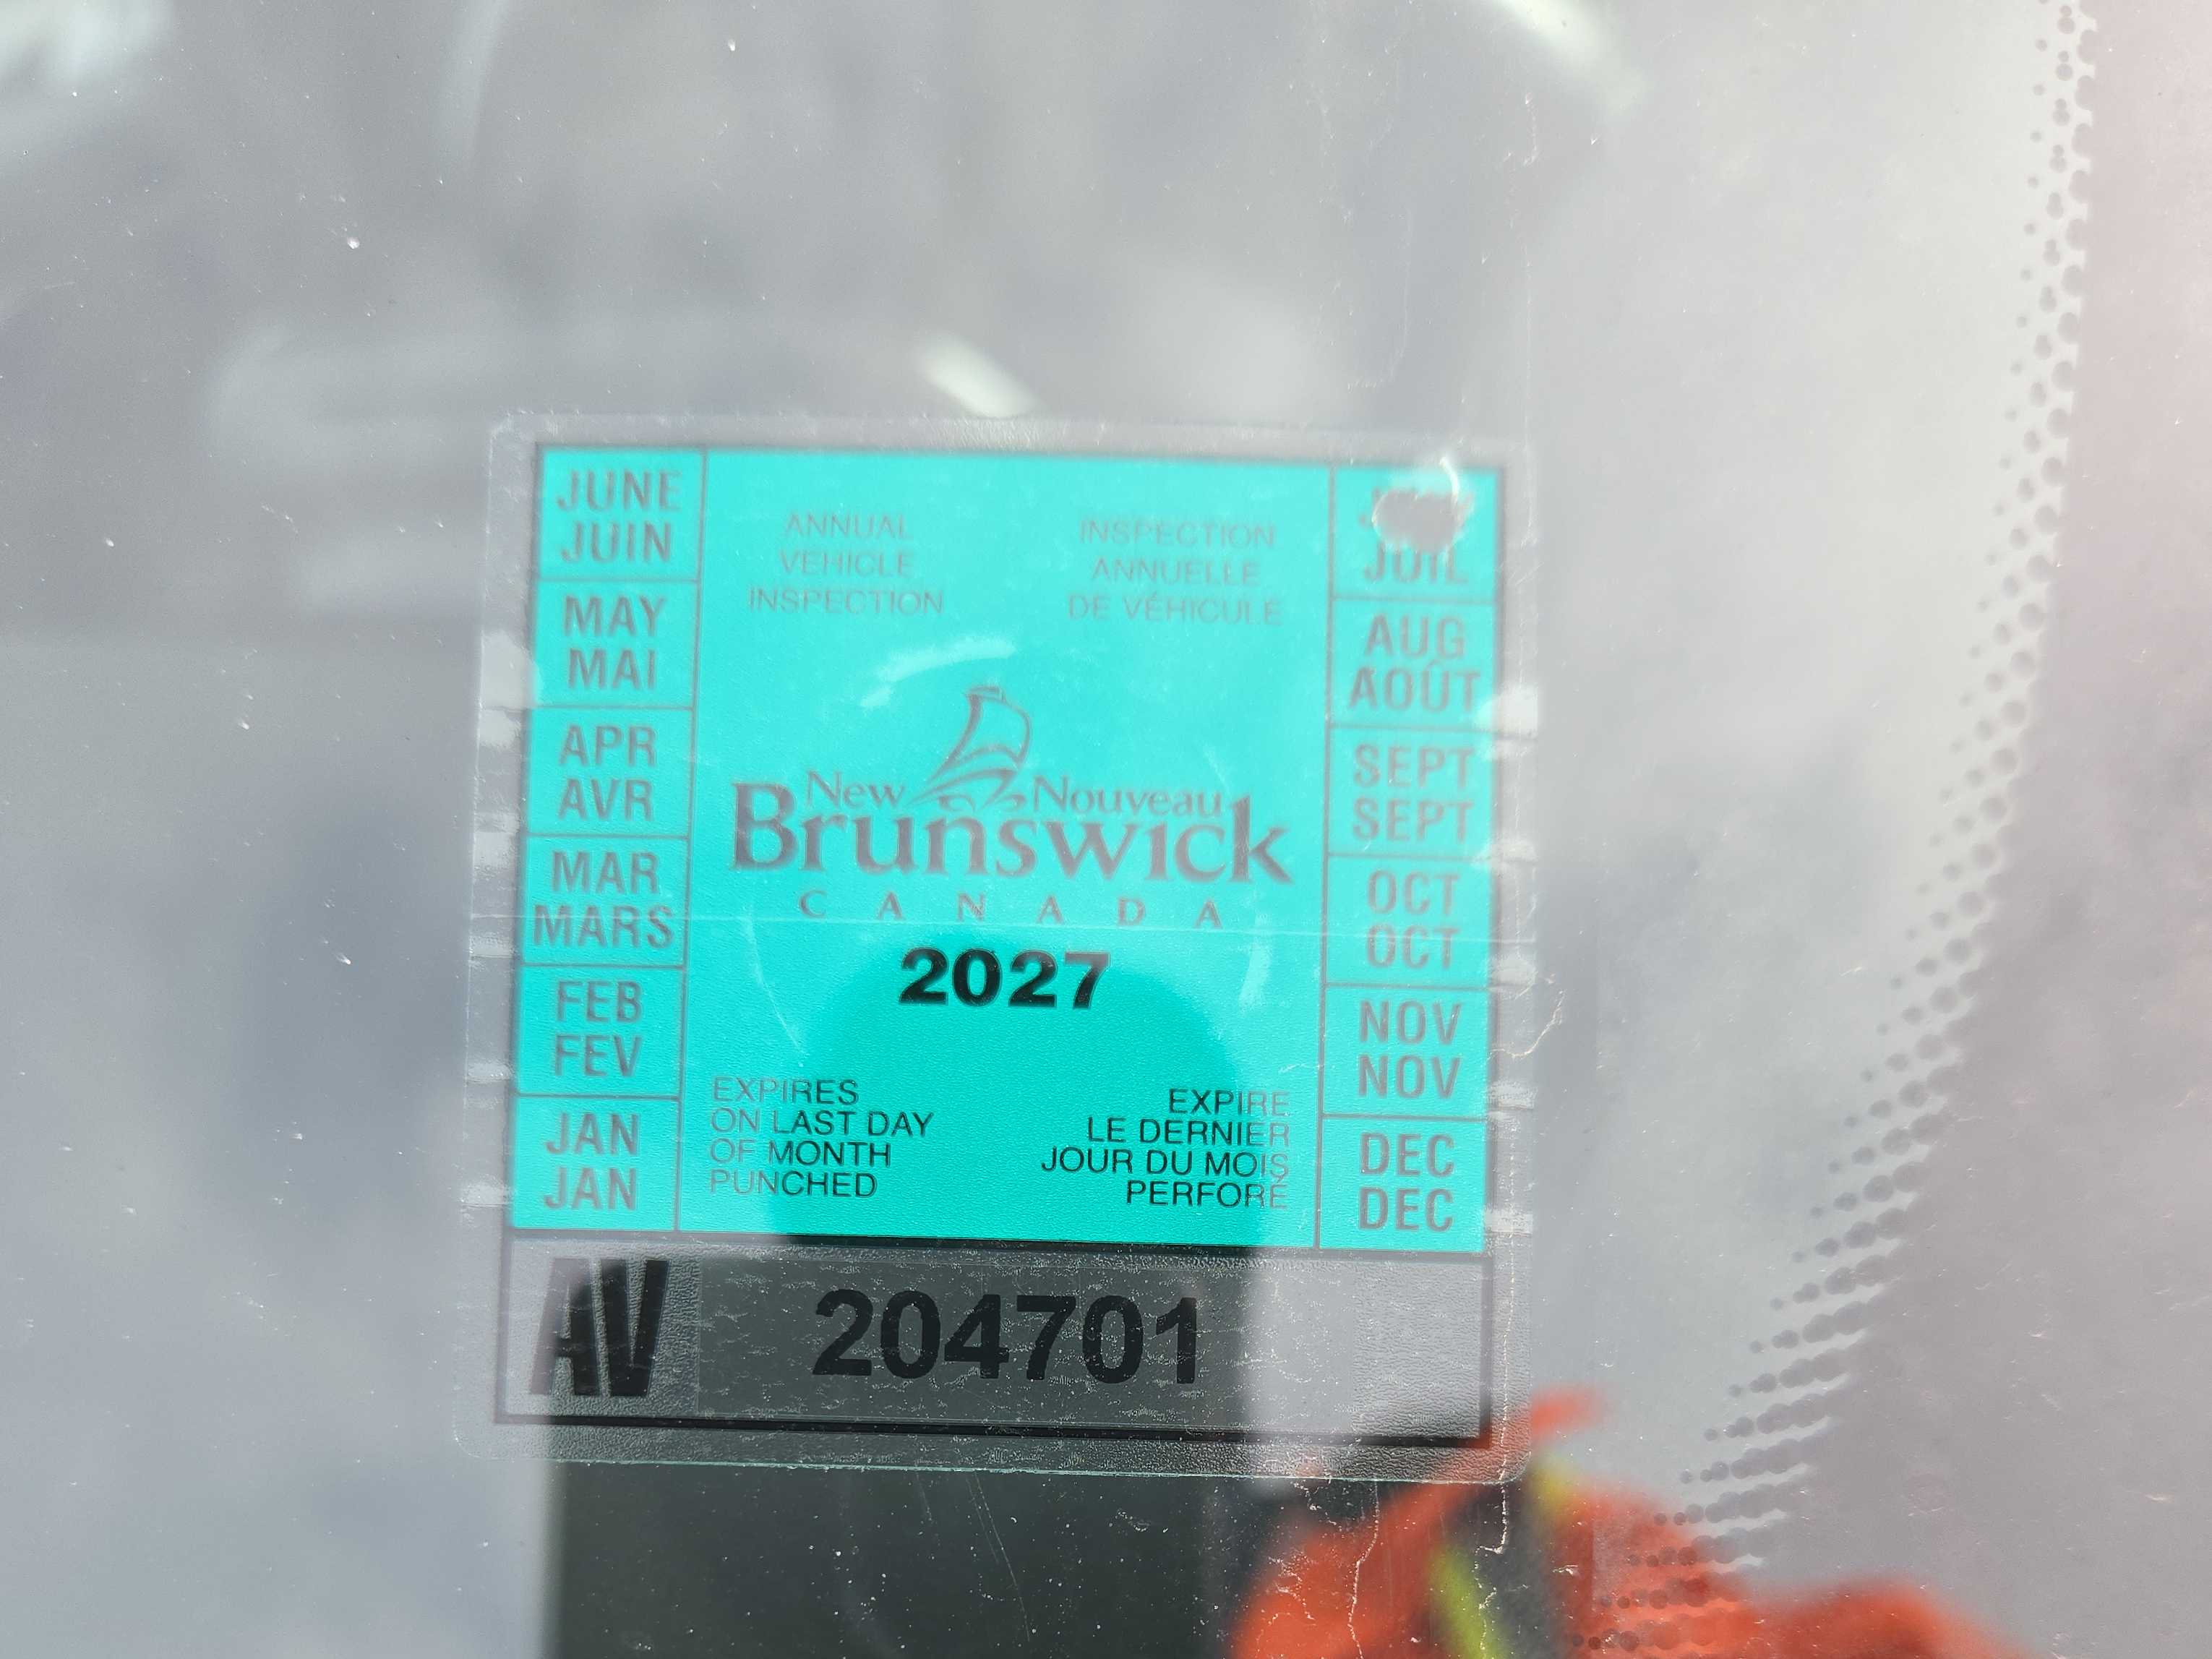 JUNE
JUIN
MAY
MAI
APR
AVR
MAR
MARS
FEB
FEV
JAN
JAN
ANNUAL
VEHICLE
INSPECTION
INSPECTION
ANNUELLE
DE VÉHICULE
New Nouveau
Brunswick
CANADA
2027
EXPIRES
ON LAST DAY
OF MONTH
PUNCHED
EXPIRE
LE DERNIER
JOUR DU MOIS
PERFORÉ
JUIL
AUG
AOÛT
SEPT
SEPT
OCT
OCT
NOV
NOV
DEC
DEC
AV 204701